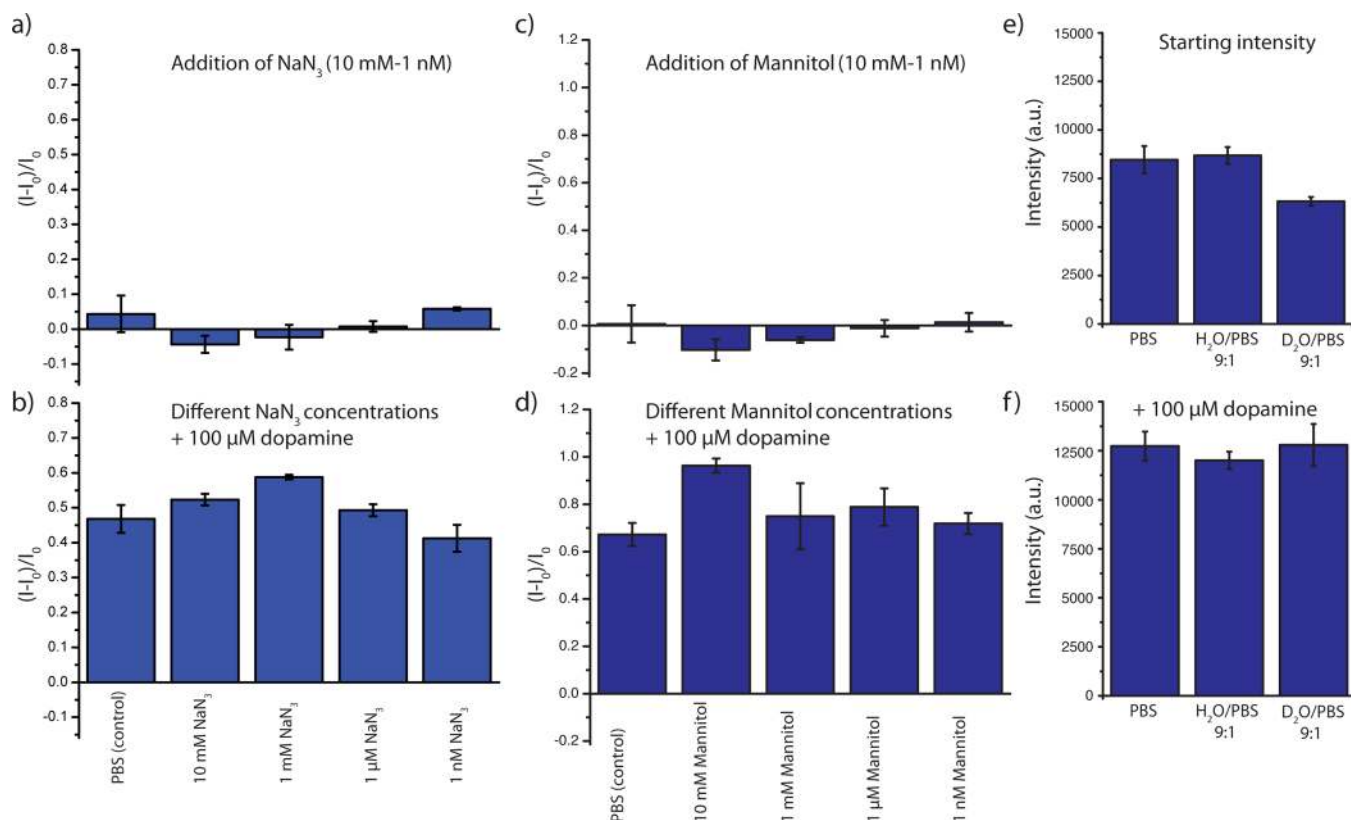 a)
Addition of NaN₃ (10 mM-1 nM)
(I-I₀)/I₀
0.8
0.7
0.6
0.5
0.4
0.3
0.2
0.1
0.0
-0.1
b)
Different NaN₃ concentrations
+ 100 µM dopamine
(I-I₀)/I₀
0.8
0.7
0.6
0.5
0.4
0.3
0.2
0.1
0.0
-0.1
PBS (control)
10 mM NaN₃
1 mM NaN₃
1 µM NaN₃
1 nM NaN₃
c)
Addition of Mannitol (10 mM-1 nM)
(I-I₀)/I₀
1.2
1.0
0.8
0.6
0.4
0.2
0.0
-0.2
d)
Different Mannitol concentrations
+ 100 µM dopamine
(I-I₀)/I₀
1.2
1.0
0.8
0.6
0.4
0.2
0.0
-0.2
PBS (control)
10 mM Mannitol
1 mM Mannitol
1 µM Mannitol
1 nM Mannitol
e)
Starting intensity
Intensity (a.u.)
15000
12500
10000
7500
5000
2500
0
PBS
H₂O/PBS
9:1
D₂O/PBS
9:1
f)
+ 100 µM dopamine
Intensity (a.u.)
15000
12500
10000
7500
5000
2500
0
PBS
H₂O/PBS
9:1
D₂O/PBS
9:1